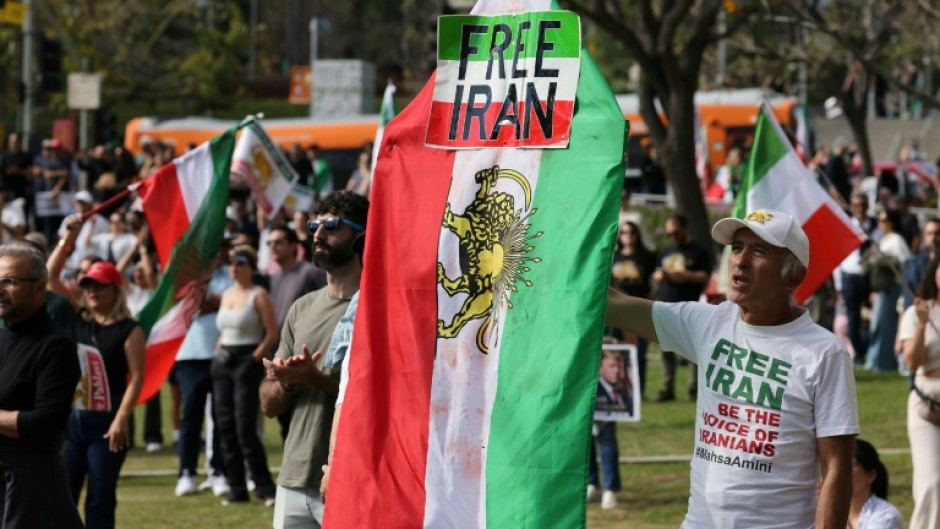 FREE
IRAN
FREE
IRAN
BE THE
VOICE OF
IRANIANS
#MahsaAmini